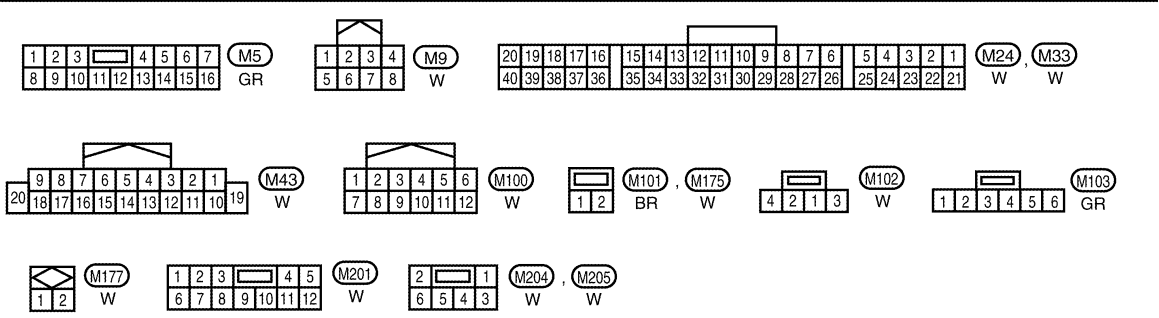 1 2 3 4 5 6 7 M5
8 9 10 11 12 13 14 15 16 GR
1 2 3 4 M9
5 6 7 8 W
20 19 18 17 16 15 14 13 12 11 10 9 8 7 6 5 4 3 2 1 M24 , M33
40 39 38 37 36 35 34 33 32 31 30 29 28 27 26 25 24 23 22 21 W W
9 8 7 6 5 4 3 2 1 M43
20 18 17 16 15 14 13 12 11 10 19 W
1 2 3 4 5 6 M100
7 8 9 10 11 12 W
M101 , M175
1 2 BR W
M102
4 2 1 3 W
M103
1 2 3 4 5 6 GR
M177
1 2 W
1 2 3 4 5 M201
6 7 8 9 10 11 12 W
2 1 M204 , M205
6 5 4 3 W W